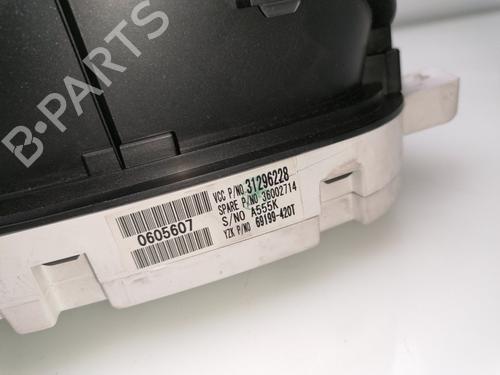 B-PARTS
VCC P/NO 31296228
SPARE P/NO 36002714
S/NO A555K
YZK P/NO 69199-420T
0605607